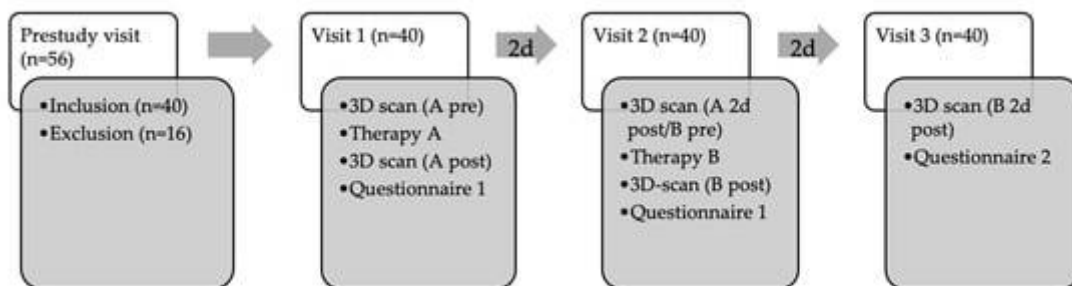 Prestudy visit
(n=56)
•Inclusion (n=40)
•Exclusion (n=16)
Visit 1 (n=40)
•3D scan (A pre)
•Therapy A
•3D scan (A post)
•Questionnaire 1
2d
Visit 2 (n=40)
•3D scan (A 2d
post/B pre)
•Therapy B
•3D-scan (B post)
•Questionnaire 1
2d
Visit 3 (n=40)
•3D scan (B 2d
post)
•Questionnaire 2